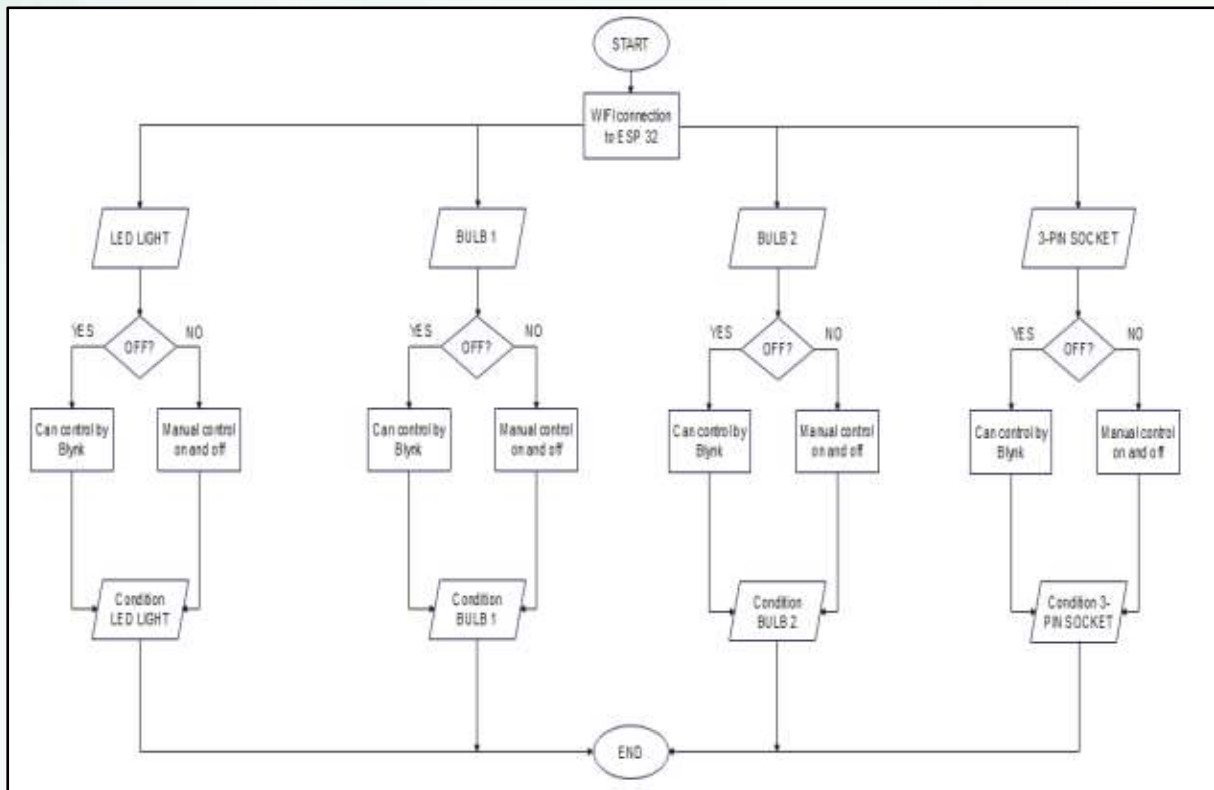 START
WIFI connection
to ESP 32
LED LIGHT
BULB 1
BULB 2
3-PIN SOCKET
YES
NO
OFF?
YES
NO
OFF?
YES
NO
OFF?
YES
NO
OFF?
Can control by
Blynk
Manual control
on and off
Can control by
Blynk
Manual control
on and off
Can control by
Blynk
Manual control
on and off
Can control by
Blynk
Manual control
on and off
Condition
LED LIGHT
Condition
BULB 1
Condition
BULB 2
Condition 3-
PIN SOCKET
END